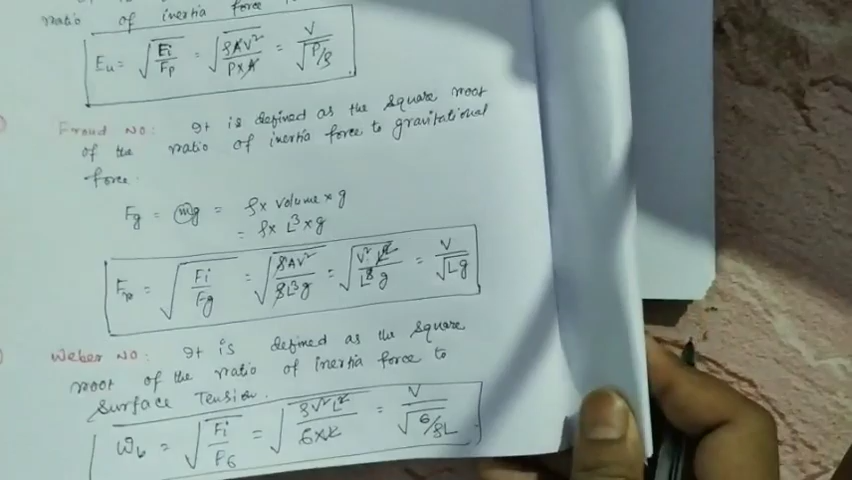 ratio of inertia force
Eu = √Fi/Fp = √ρAV²/P×A = V/√P/ρ
Froud NO: It is defined as the square root
of the ratio of inertia force to gravitational
force.
Fg = mg = ρ× volume × g
= ρ× L³ × g
Fr = √Fi/Fg = √ρAV²/ρL³g = √V²L²/L³g = V/√Lg
Weber NO: It is defined as the square
root of the ratio of inertia force to
surface Tension.
Wb = √Fi/Fσ = √ρV²L²/σ×L = V/√σ/ρL